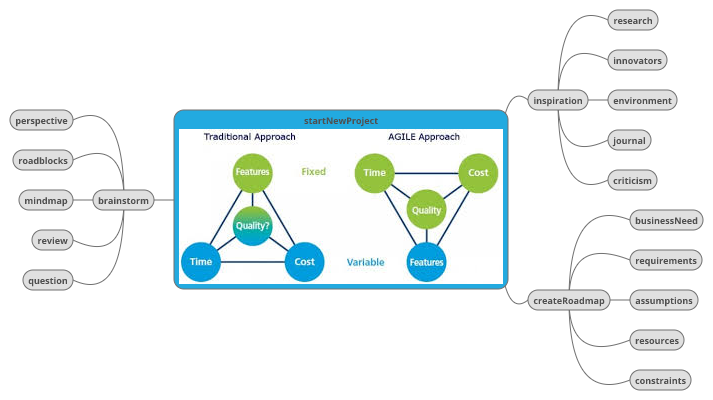 startNewProject
Traditional Approach
AGILE Approach
Features
Fixed
Time
Cost
Quality
Quality?
Time
Cost
Variable
Features
brainstorm
perspective
roadblocks
mindmap
review
question
inspiration
research
innovators
environment
journal
criticism
createRoadmap
businessNeed
requirements
assumptions
resources
constraints